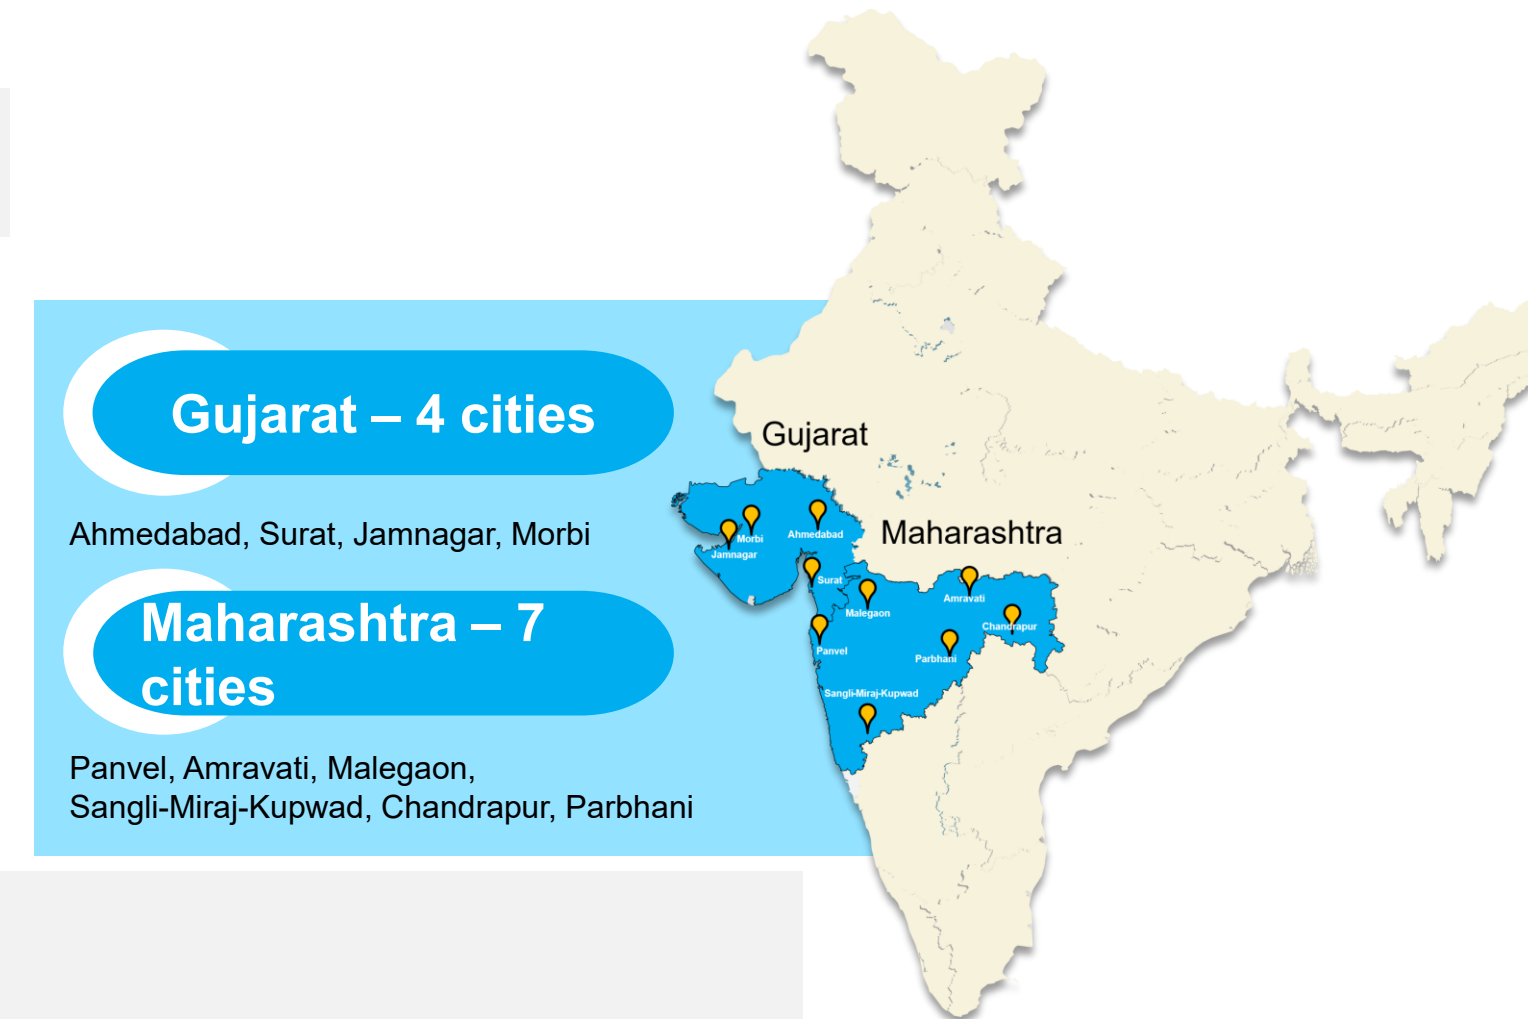 Gujarat – 4 cities
Ahmedabad, Surat, Jamnagar, Morbi
Maharashtra – 7
cities
Panvel, Amravati, Malegaon,
Sangli-Miraj-Kupwad, Chandrapur, Parbhani
Gujarat
Morbi
Ahmedabad
Jamnagar
Surat
Maharashtra
Malegaon
Amravati
Chandrapur
Panvel
Parbhani
Sangli-Miraj-Kupwad